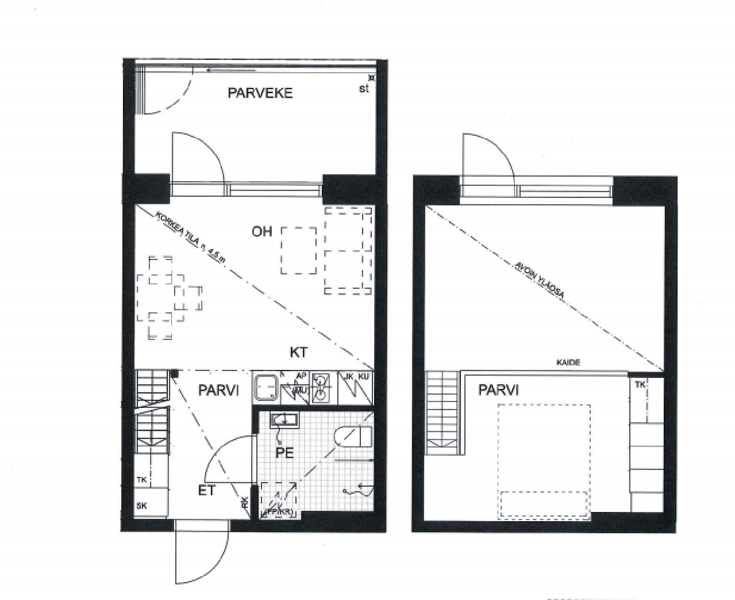 PARVEKE
st
KORKEA TILA n. 4,5 m
OH
KT
PARVI
AP
(MU)
JK KU
PE
ET
TK
SK
RK
(PP/KR)
AVOIN YLÄOSA
KAIDE
PARVI
TK